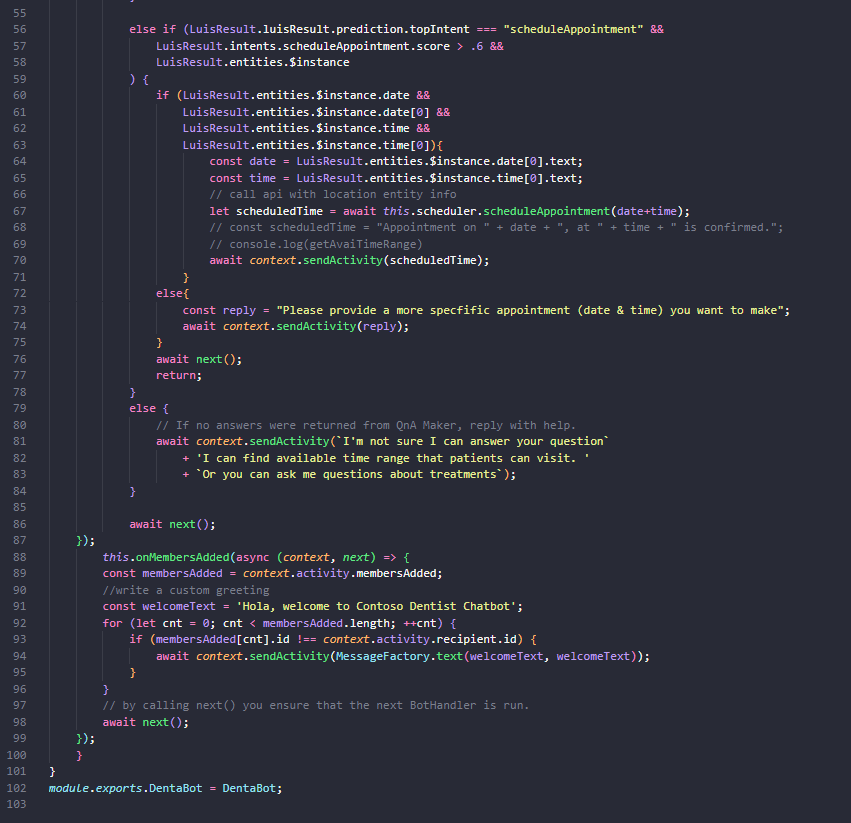 55
56 else if (LuisResult.luisResult.prediction.topIntent === "scheduleAppointment" &&
57 LuisResult.intents.scheduleAppointment.score > .6 &&
58 LuisResult.entities.$instance
59 ) {
60 if (LuisResult.entities.$instance.date &&
61 LuisResult.entities.$instance.date[0] &&
62 LuisResult.entities.$instance.time &&
63 LuisResult.entities.$instance.time[0]){
64 const date = LuisResult.entities.$instance.date[0].text;
65 const time = LuisResult.entities.$instance.time[0].text;
66 // call api with location entity info
67 let scheduledTime = await this.scheduler.scheduleAppointment(date+time);
68 // const scheduledTime = "Appointment on " + date + ", at " + time + " is confirmed.";
69 // console.log(getAvaiTimeRange)
70 await context.sendActivity(scheduledTime);
71 }
72 else{
73 const reply = "Please provide a more specfific appointment (date & time) you want to make";
74 await context.sendActivity(reply);
75 }
76 await next();
77 return;
78 }
79 else {
80 // If no answers were returned from QnA Maker, reply with help.
81 await context.sendActivity(`I'm not sure I can answer your question`
82 + 'I can find available time range that patients can visit. '
83 + `Or you can ask me questions about treatments`);
84 }
85
86 await next();
87 });
88 this.onMembersAdded(async (context, next) => {
89 const membersAdded = context.activity.membersAdded;
90 //write a custom greeting
91 const welcomeText = 'Hola, welcome to Contoso Dentist Chatbot';
92 for (let cnt = 0; cnt < membersAdded.length; ++cnt) {
93 if (membersAdded[cnt].id !== context.activity.recipient.id) {
94 await context.sendActivity(MessageFactory.text(welcomeText, welcomeText));
95 }
96 }
97 // by calling next() you ensure that the next BotHandler is run.
98 await next();
99 });
100 }
101 }
102 module.exports.DentaBot = DentaBot;
103